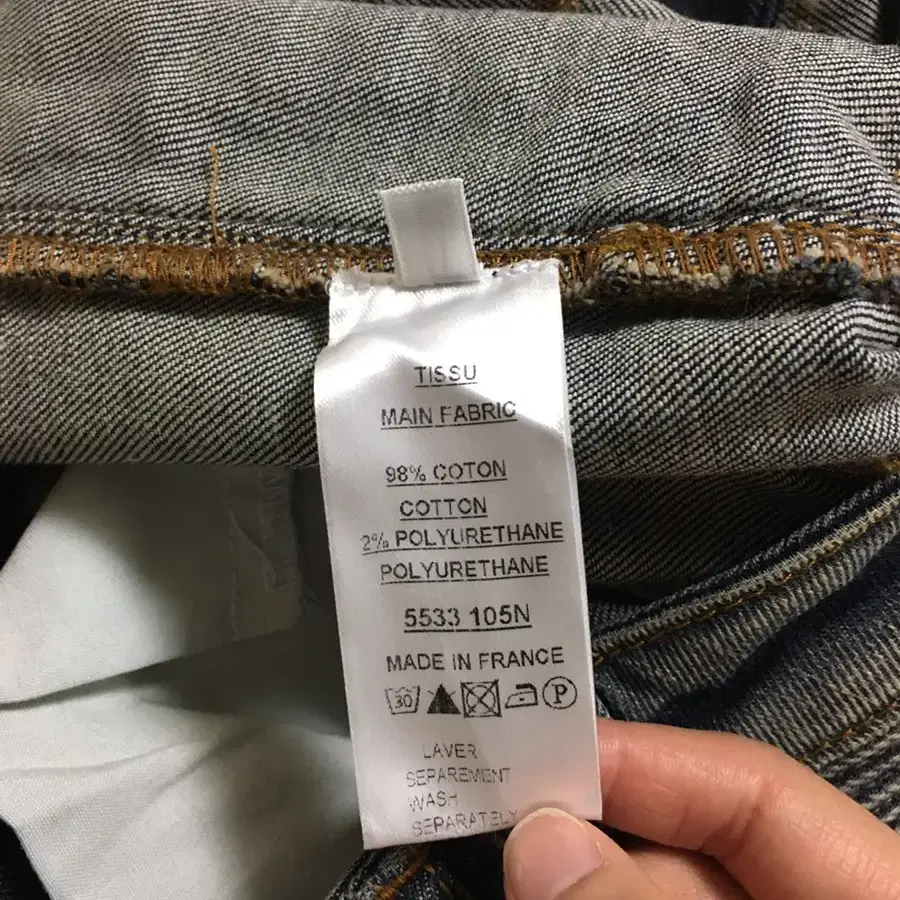 TISSU
MAIN FABRIC
98% COTON
COTTON
2% POLYURETHANE
POLYURETHANE
5533 105N
MADE IN FRANCE
30 P
LAVER
SEPAREMENT
WASH
SEPARATELY